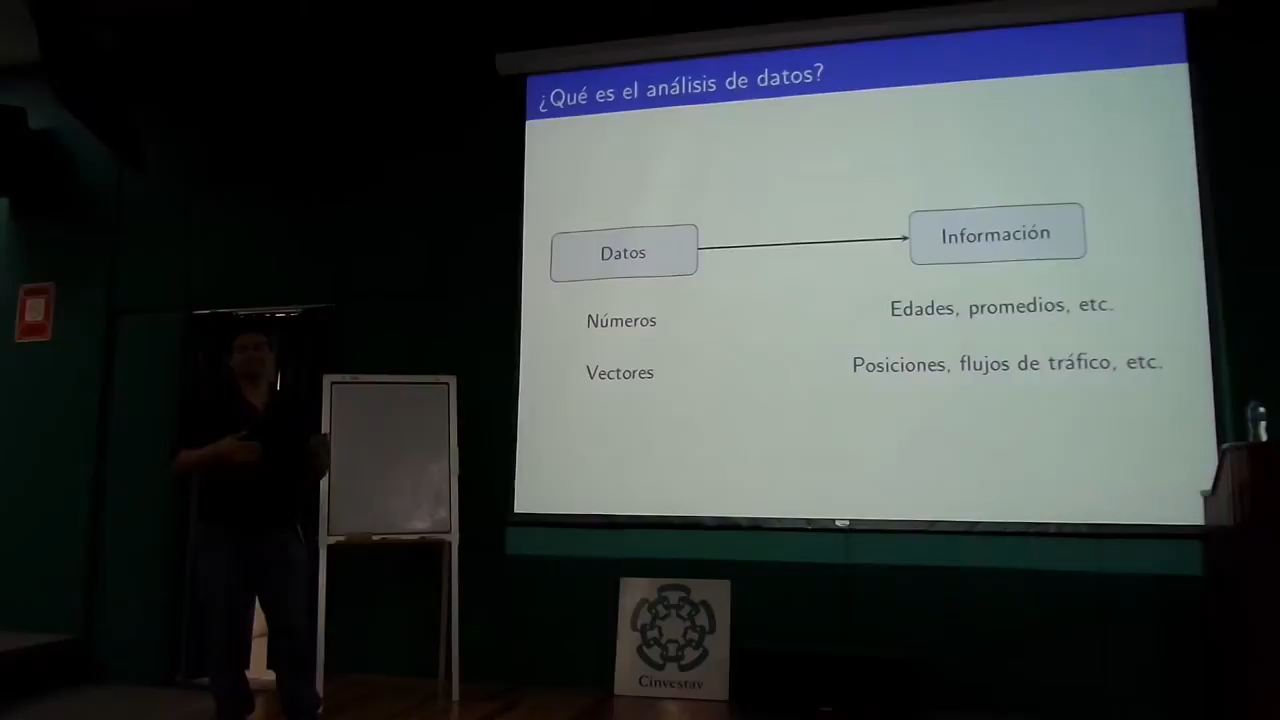 ¿Qué es el análisis de datos?
Datos
Información
Números
Edades, promedios, etc.
Vectores
Posiciones, flujos de tráfico, etc.
Cinvestav